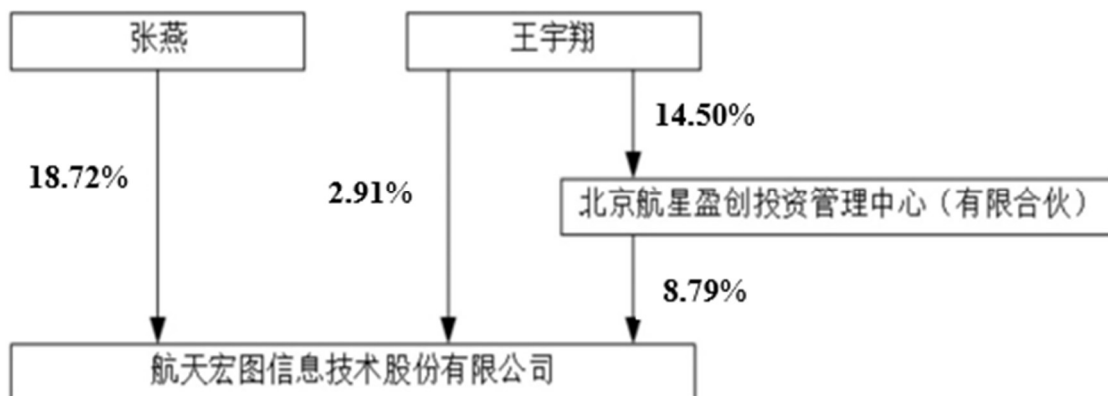 张燕
王宇翔
14.50%
18.72%
2.91%
北京航星盈创投资管理中心（有限合伙）
8.79%
航天宏图信息技术股份有限公司